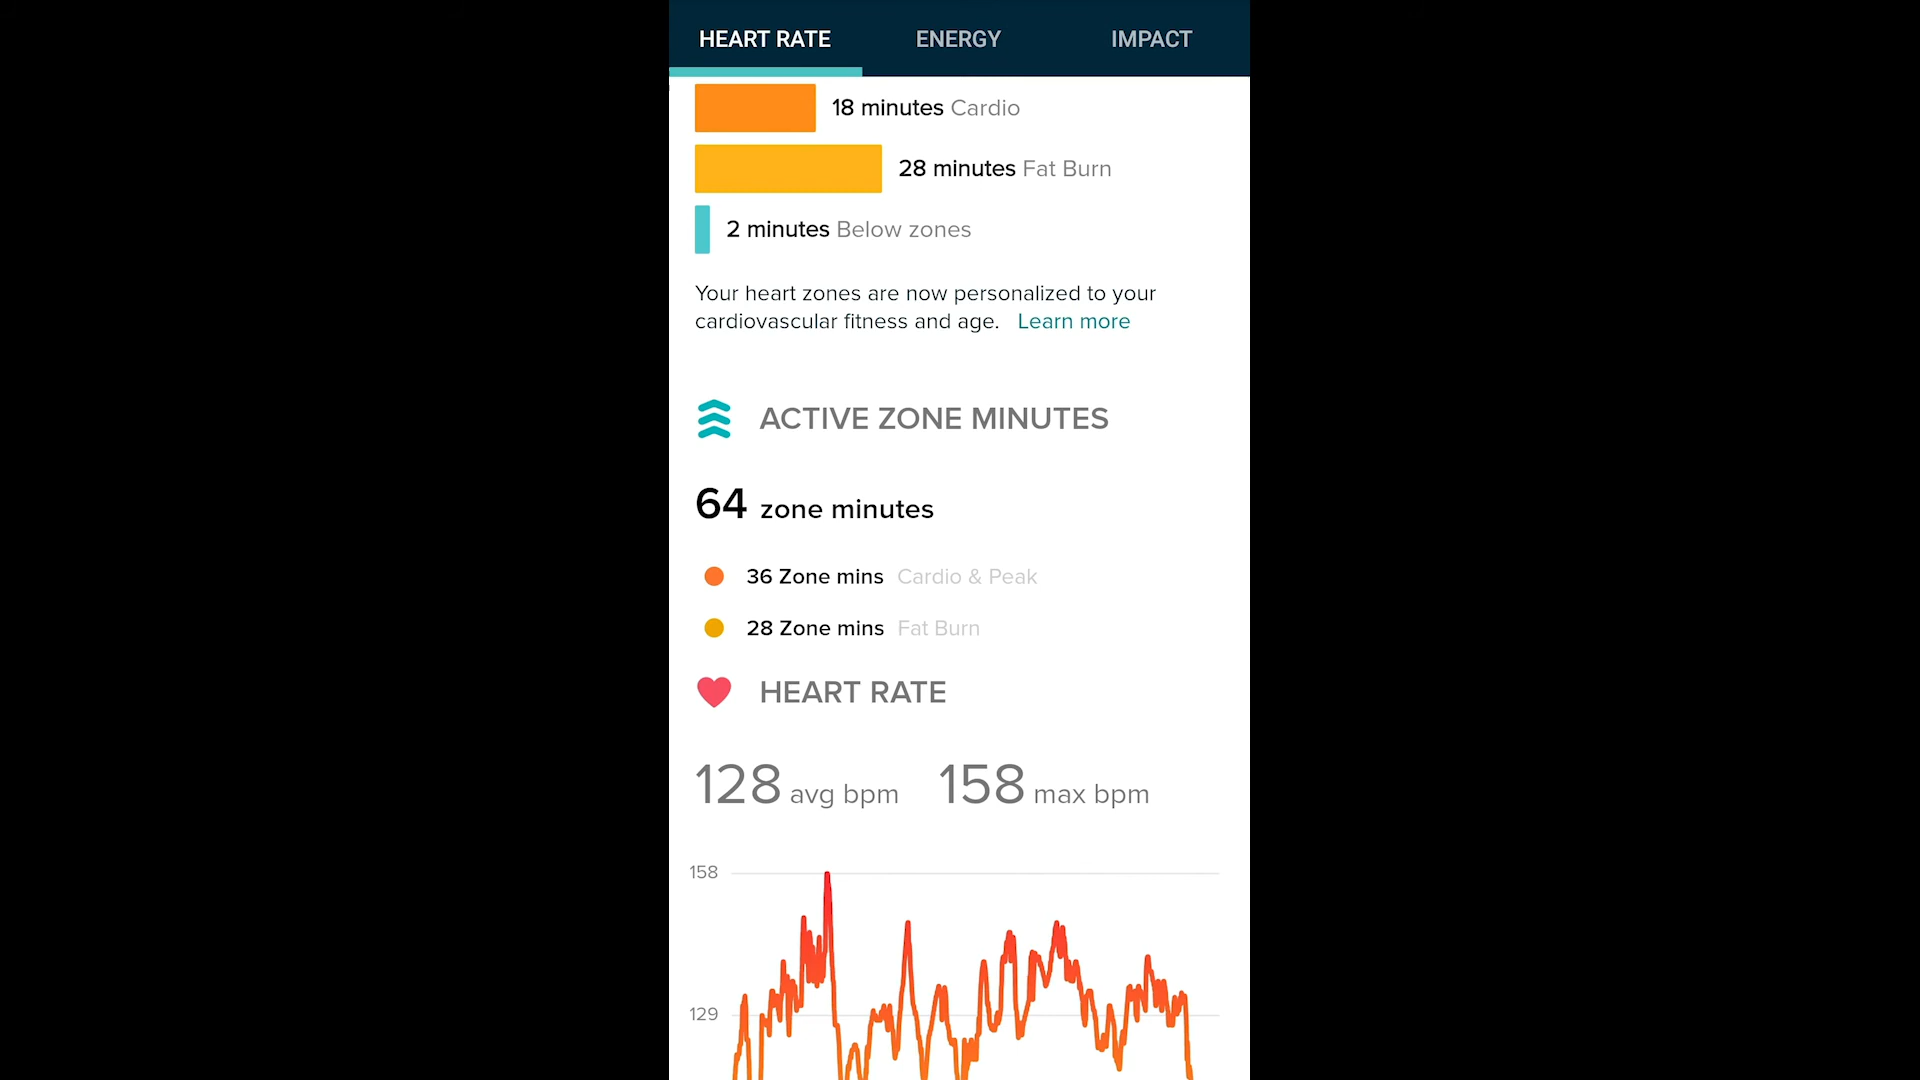 HEART RATE ENERGY IMPACT
18 minutes Cardio
28 minutes Fat Burn
2 minutes Below zones
Your heart zones are now personalized to your
cardiovascular fitness and age. Learn more
ACTIVE ZONE MINUTES
64 zone minutes
36 Zone mins Cardio & Peak
28 Zone mins Fat Burn
HEART RATE
128 avg bpm 158 max bpm
158
129